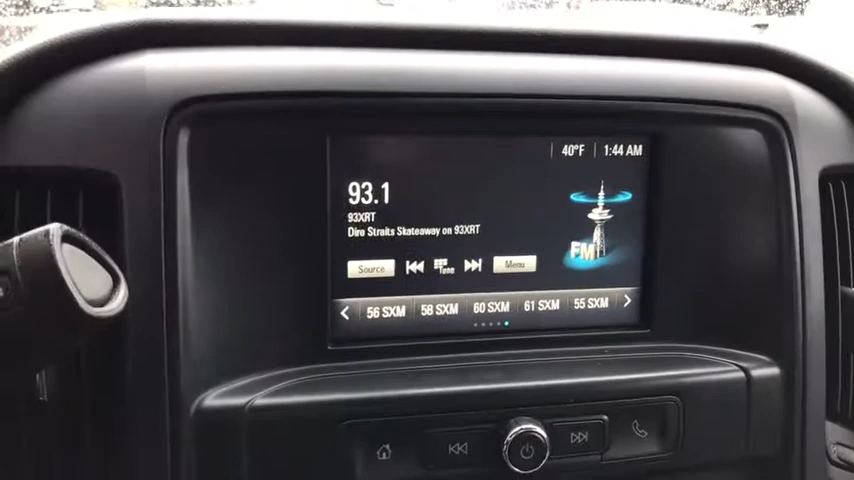 40°F 1:44 AM
93.1
93XRT
Dire Straits Skateaway on 93XRT
FM
Source Tune Menu
56 SXM 58 SXM 60 SXM 61 SXM 55 SXM